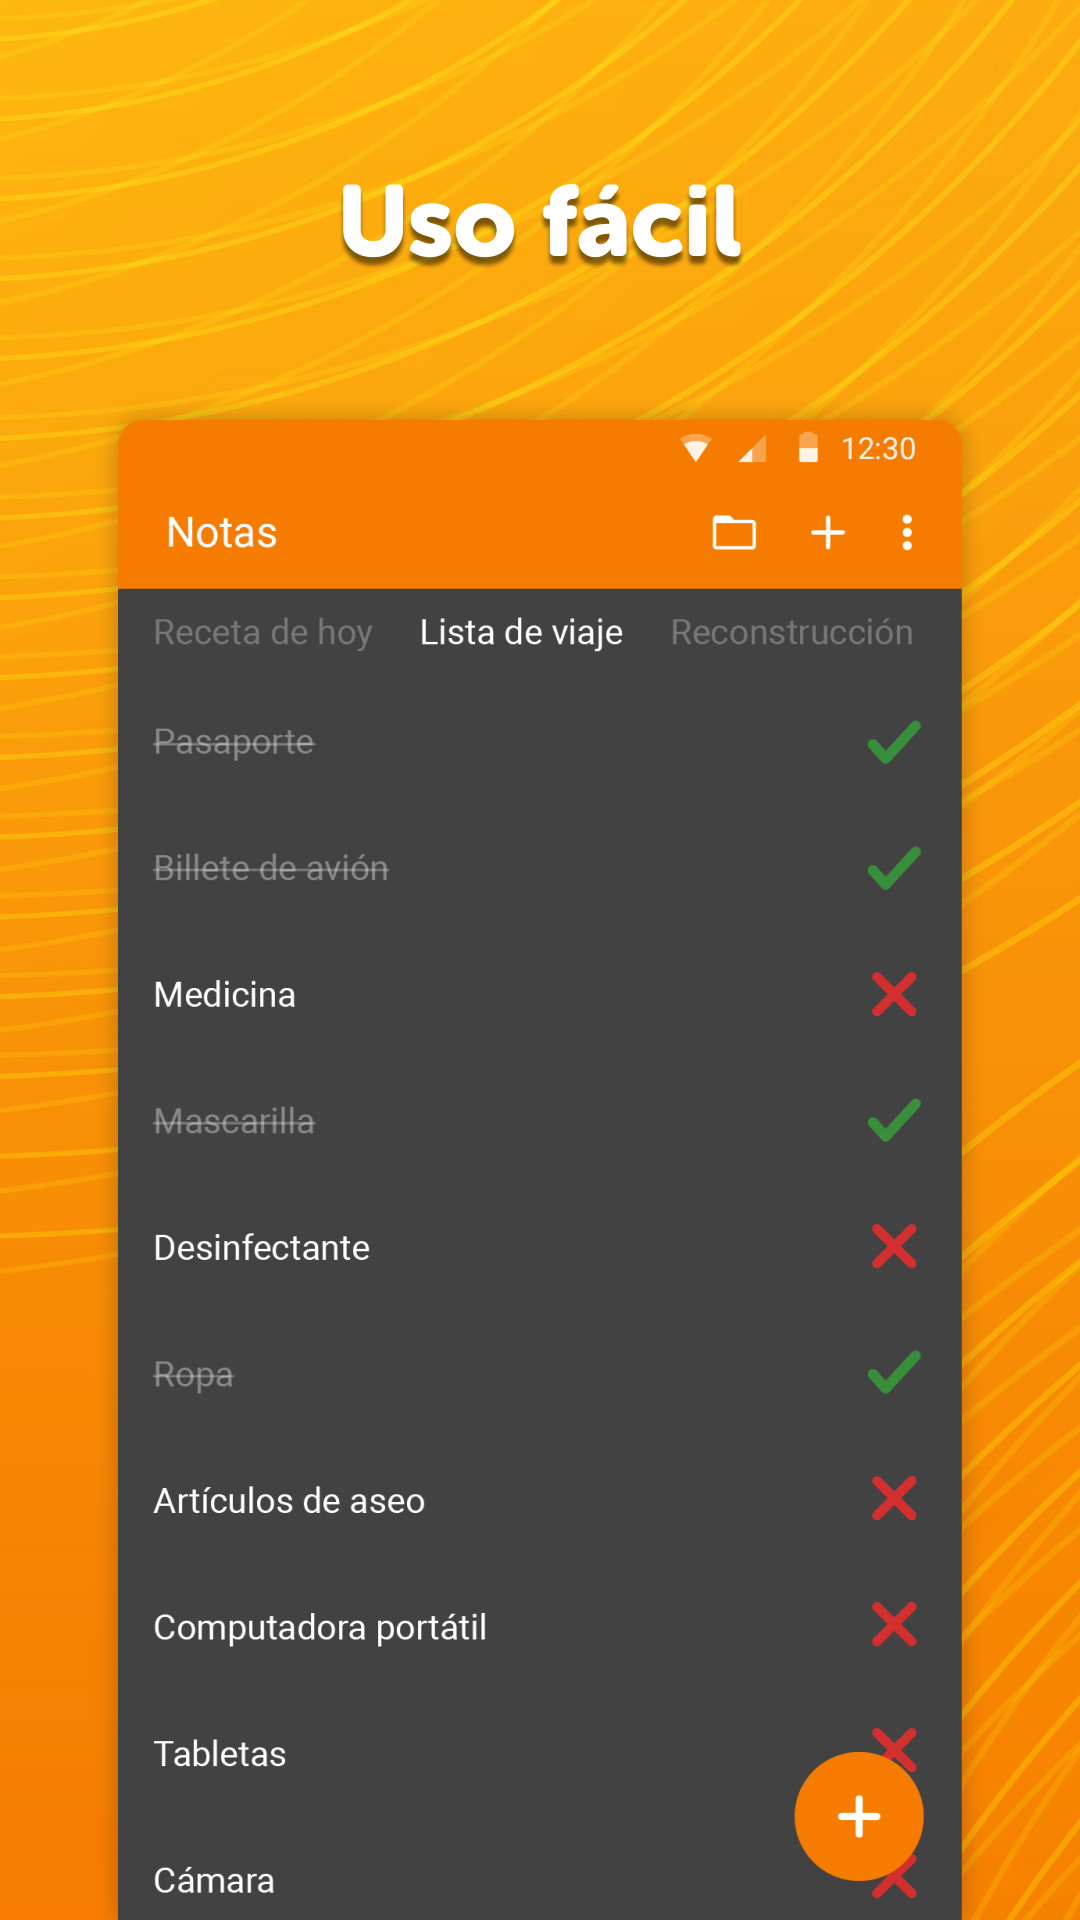 Uso fácil
12:30
Notas
Receta de hoy Lista de viaje Reconstrucción
Pasaporte
Billete de avión
Medicina
Mascarilla
Desinfectante
Ropa
Artículos de aseo
Computadora portátil
Tabletas
Cámara